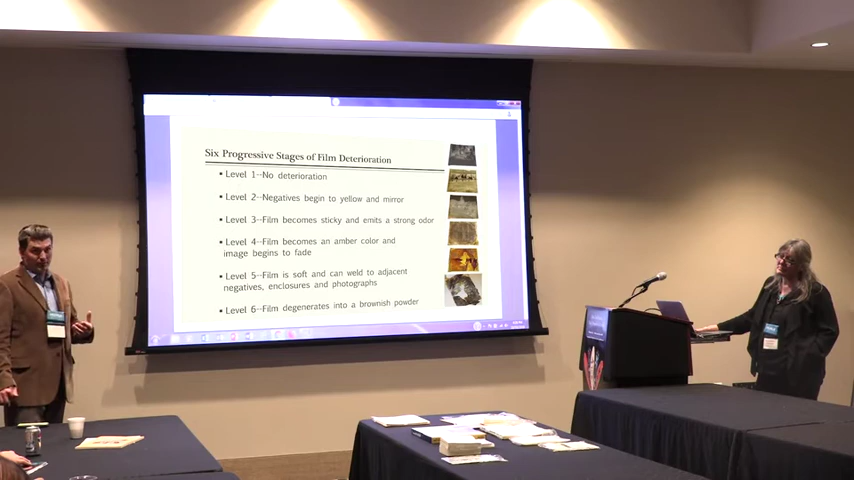 Six Progressive Stages of Film Deterioration
• Level 1--No deterioration
• Level 2--Negatives begin to yellow and mirror
• Level 3--Film becomes sticky and emits a strong odor
• Level 4--Film becomes an amber color and
image begins to fade
• Level 5--Film is soft and can weld to adjacent
negatives, enclosures and photographs
• Level 6--Film degenerates into a brownish powder